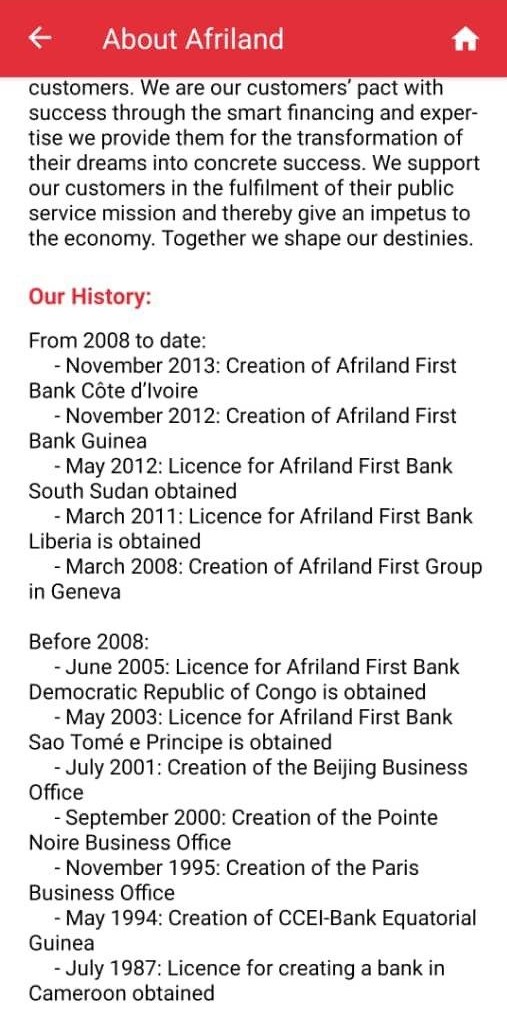 About Afriland
customers. We are our customers' pact with
success through the smart financing and exper-
tise we provide them for the transformation of
their dreams into concrete success. We support
our customers in the fulfilment of their public
service mission and thereby give an impetus to
the economy. Together we shape our destinies.
Our History:
From 2008 to date:
- November 2013: Creation of Afriland First
Bank Côte d'Ivoire
- November 2012: Creation of Afriland First
Bank Guinea
- May 2012: Licence for Afriland First Bank
South Sudan obtained
- March 2011: Licence for Afriland First Bank
Liberia is obtained
- March 2008: Creation of Afriland First Group
in Geneva
Before 2008:
- June 2005: Licence for Afriland First Bank
Democratic Republic of Congo is obtained
- May 2003: Licence for Afriland First Bank
Sao Tomé e Principe is obtained
- July 2001: Creation of the Beijing Business
Office
- September 2000: Creation of the Pointe
Noire Business Office
- November 1995: Creation of the Paris
Business Office
- May 1994: Creation of CCEI-Bank Equatorial
Guinea
- July 1987: Licence for creating a bank in
Cameroon obtained